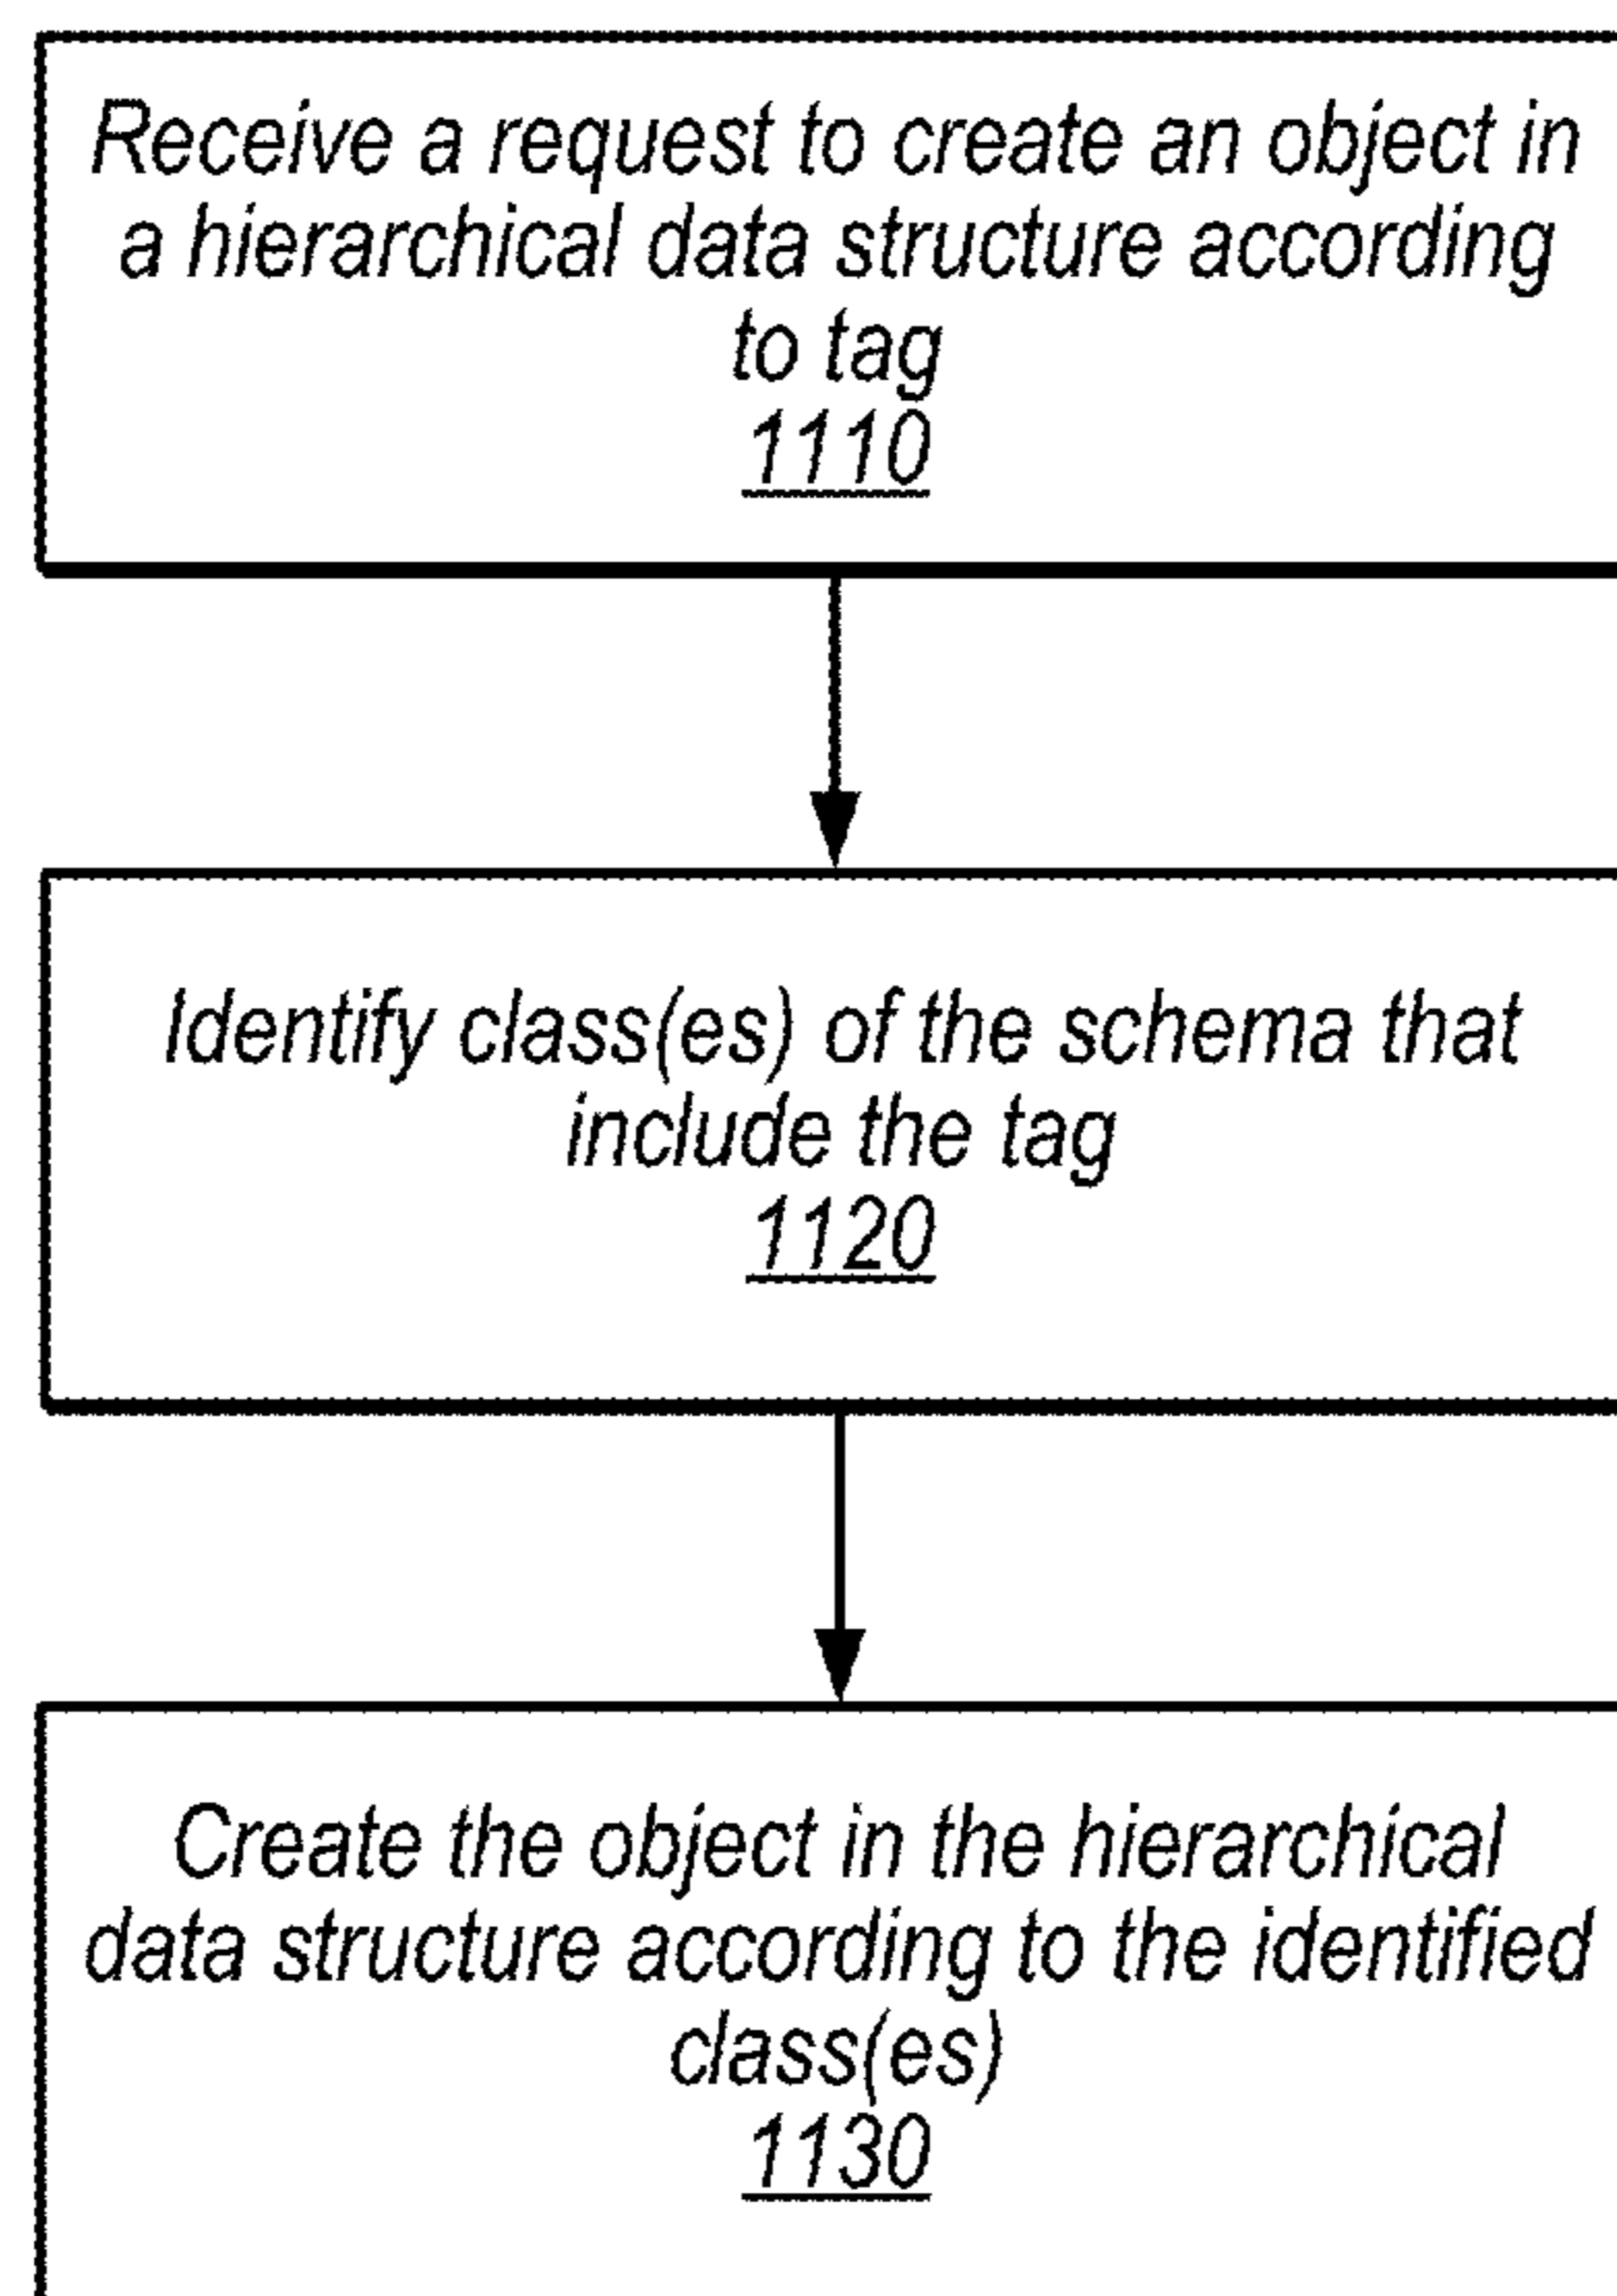 Receive a request to create an object in
a hierarchical data structure according
to tag
1110
Identify class(es) of the schema that
include the tag
1120
Create the object in the hierarchical
data structure according to the identified
class(es)
1130